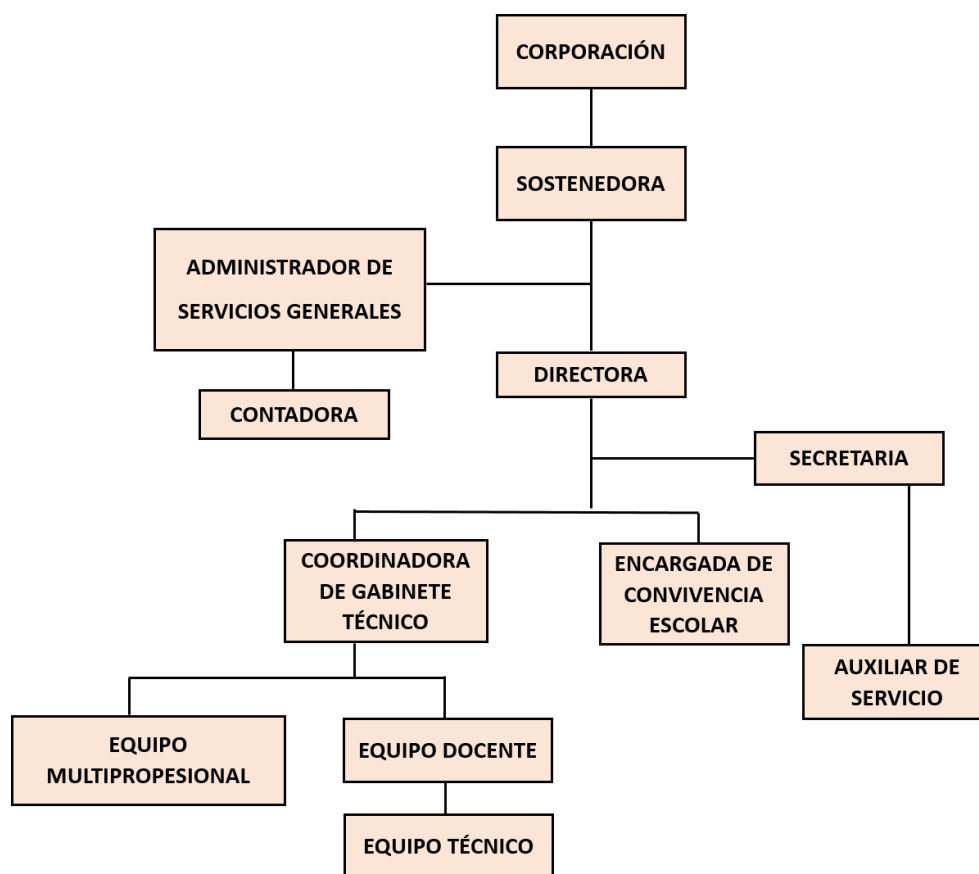 CORPORACIÓN
SOSTENEDORA
ADMINISTRADOR DE
SERVICIOS GENERALES
DIRECTORA
CONTADORA
SECRETARIA
COORDINADORA
DE GABINETE
TÉCNICO
ENCARGADA DE
CONVIVENCIA
ESCOLAR
AUXILIAR DE
SERVICIO
EQUIPO
MULTIPROPESIONAL
EQUIPO DOCENTE
EQUIPO TÉCNICO